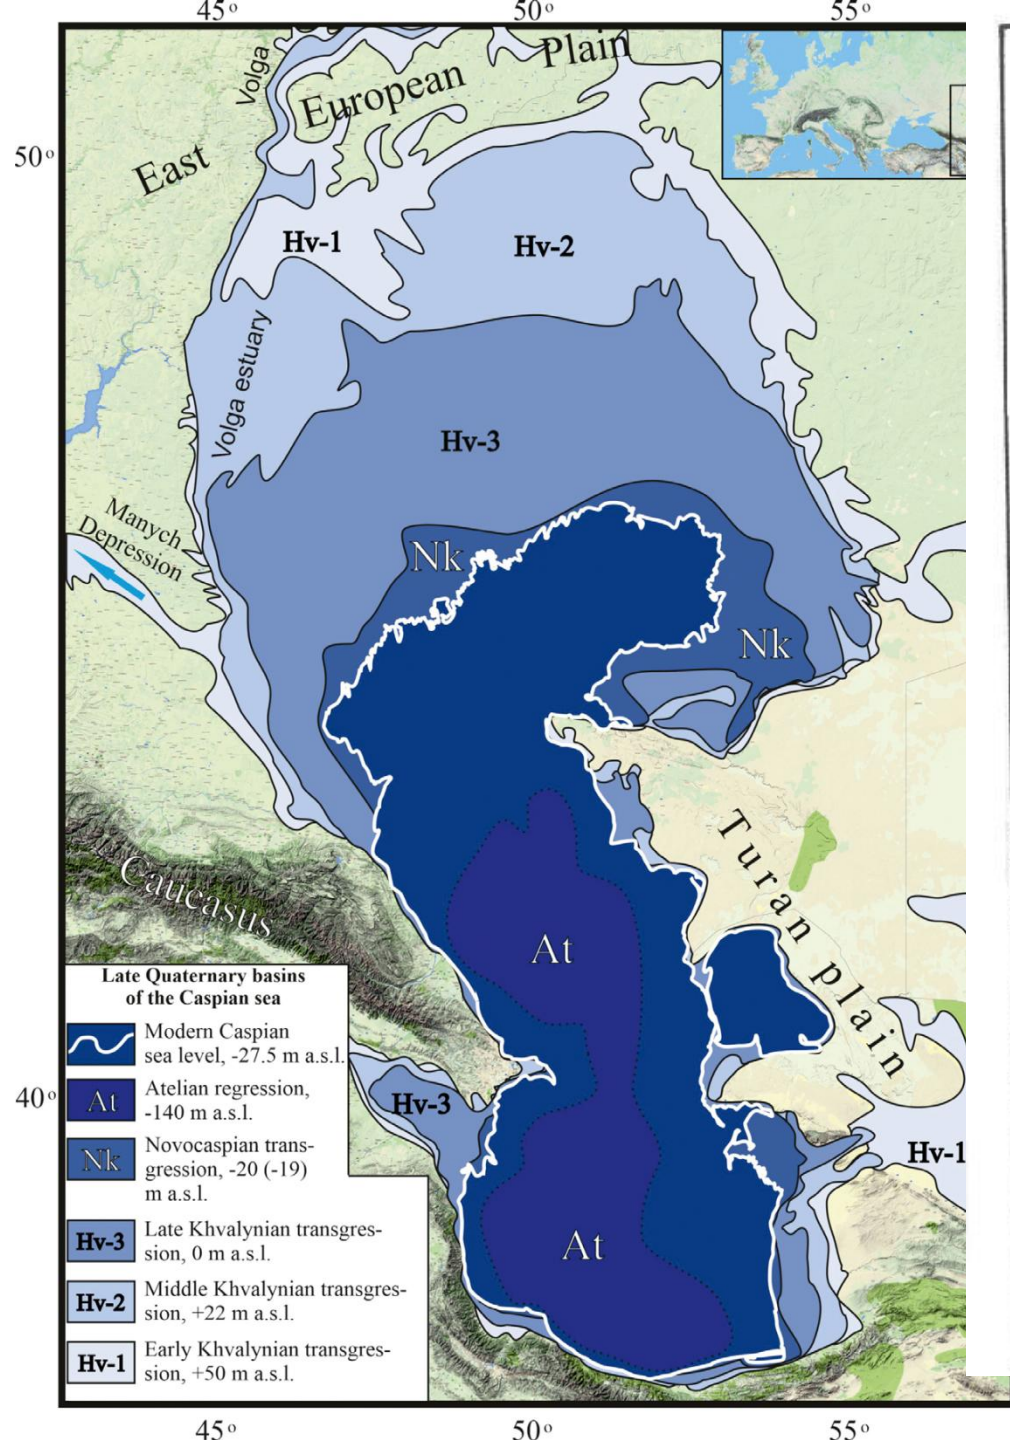 45° 50° 55°
Volga
European
Plain
East
50°
Hv-1
Hv-2
Volga estuary
Hv-3
Manych
Depression
Nk
Nk
Turan plain
Caucasus
At
Late Quaternary basins
of the Caspian sea
Modern Caspian
sea level, -27.5 m a.s.l.
At
Atelian regression,
-140 m a.s.l.
Nk
Novocaspian trans-
gression, -20 (-19)
m a.s.l.
Hv-3
Late Khvalynian transgres-
sion, 0 m a.s.l.
Hv-2
Middle Khvalynian transgres-
sion, +22 m a.s.l.
Hv-1
Early Khvalynian transgres-
sion, +50 m a.s.l.
40°
Hv-3
Hv-1
At
45° 50° 55°